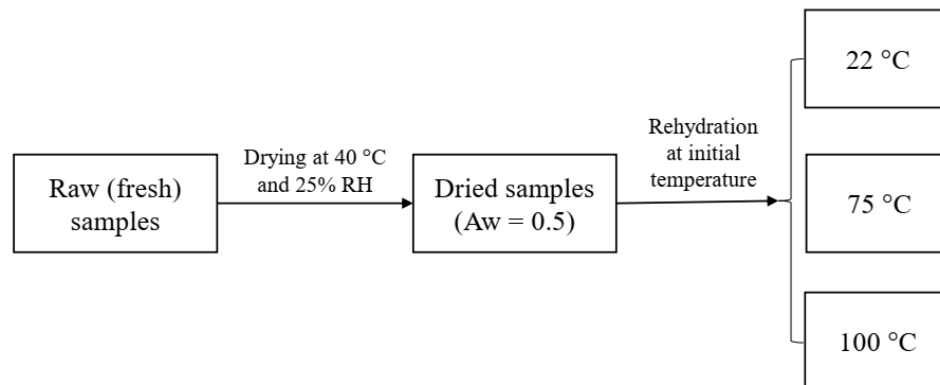 Raw (fresh)
samples
Drying at 40 °C
and 25% RH
Dried samples
(Aw = 0.5)
Rehydration
at initial
temperature
22 °C
75 °C
100 °C